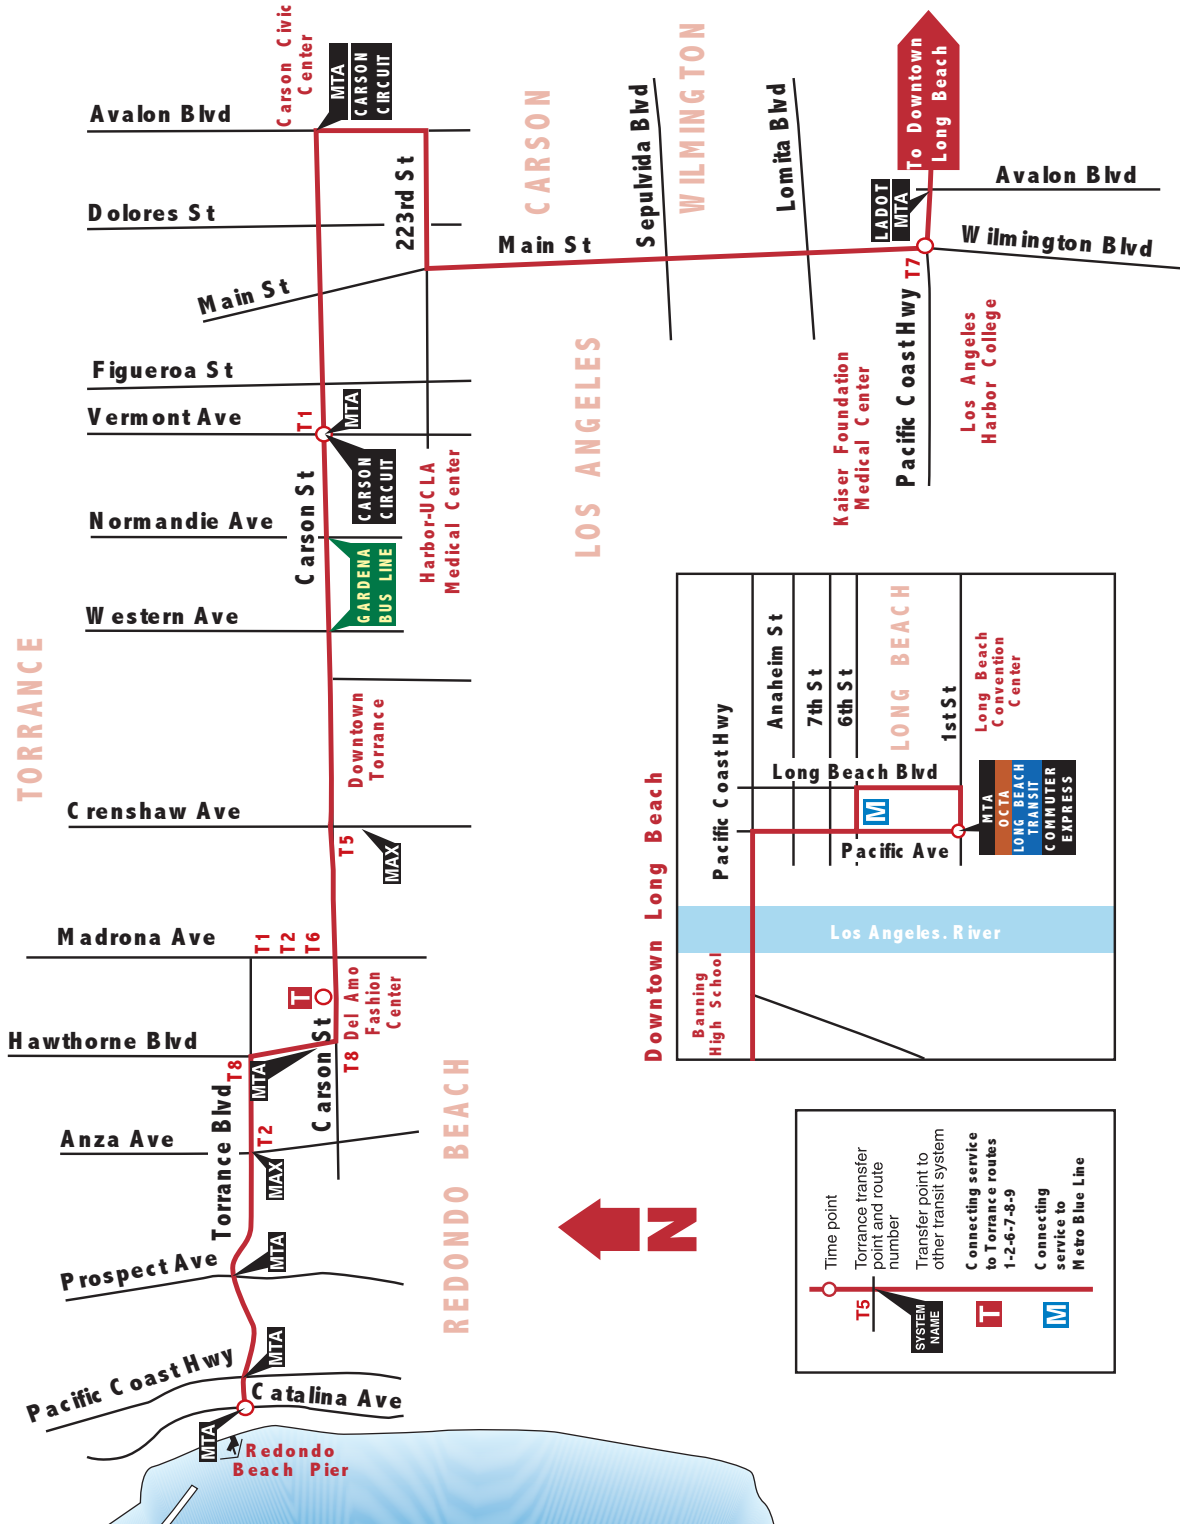 Carson Civic
Center
MTA
CARSON
CIRCUIT
Avalon Blvd
Dolores St
223rd St
Main St
Figueroa St
Vermont Ave
T1
MTA
CARSON
CIRCUIT
Carson St
Normandie Ave
GARDENA
BUS LINE
Harbor-UCLA
Medical Center
Western Ave
TORRANCE
Downtown
Torrance
Crenshaw Ave
T5
MAX
Madrona Ave
T1
T2
T6
T
Del Amo
Fashion
Center
Hawthorne Blvd
T8
MTA
Carson St
T8
Torrance Blvd
Anza Ave
T2
MAX
Prospect Ave
MTA
Pacific Coast Hwy
MTA
Catalina Ave
MTA
Redondo
Beach Pier
REDONDO BEACH
CARSON
WILMINGTON
LOS ANGELES
Main St
Sepulvida Blvd
Lomita Blvd
To Downtown
Long Beach
LADOT
MTA
Avalon Blvd
Wilmington Blvd
T7
Pacific Coast Hwy
Los Angeles
Harbor College
Kaiser Foundation
Medical Center
N
Downtown Long Beach
Pacific Coast Hwy
Anaheim St
7th St
6th St
LONG BEACH
1st St
Long Beach
Convention
Center
Long Beach Blvd
M
Pacific Ave
MTA
OCTA
LONG BEACH
TRANSIT
COMMUTER
EXPRESS
Los Angeles. River
Banning
High School
Time point
T5
Torrance transfer
point and route
number
SYSTEM
NAME
Transfer point to
other transit system
T
Connecting service
to Torrance routes
1-2-6-7-8-9
M
Connecting
service to
Metro Blue Line